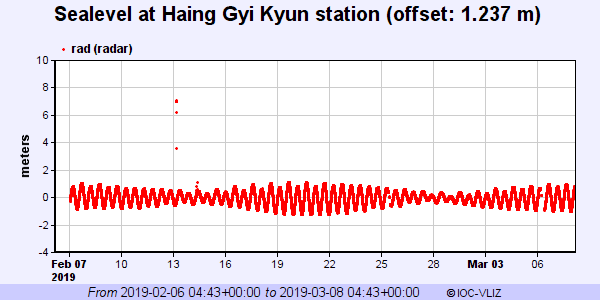 Sealevel at Haing Gyi Kyun station (offset: 1.237 m)
rad (radar)
meters
10
8
6
4
2
0
-2
-4
Feb 07 10 13 16 19 22 25 28 Mar 03 06
2019
From 2019-02-06 04:43+00:00 to 2019-03-08 04:43+00:00 © IOC-VLIZ